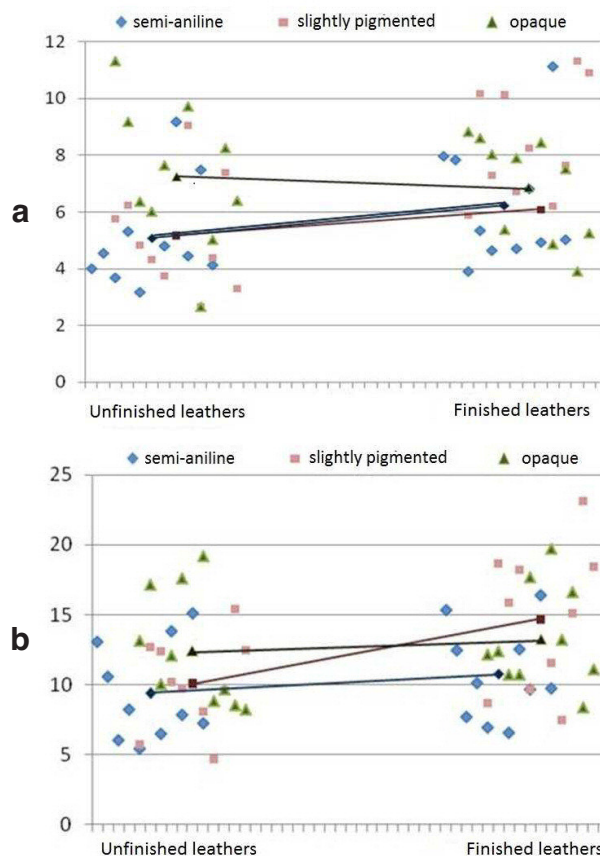 semi-aniline slightly pigmented opaque
12
10
8
a
6
4
2
0
Unfinished leathers Finished leathers
semi-aniline slightly pigmented opaque
25
20
15
b
10
5
0
Unfinished leathers Finished leathers